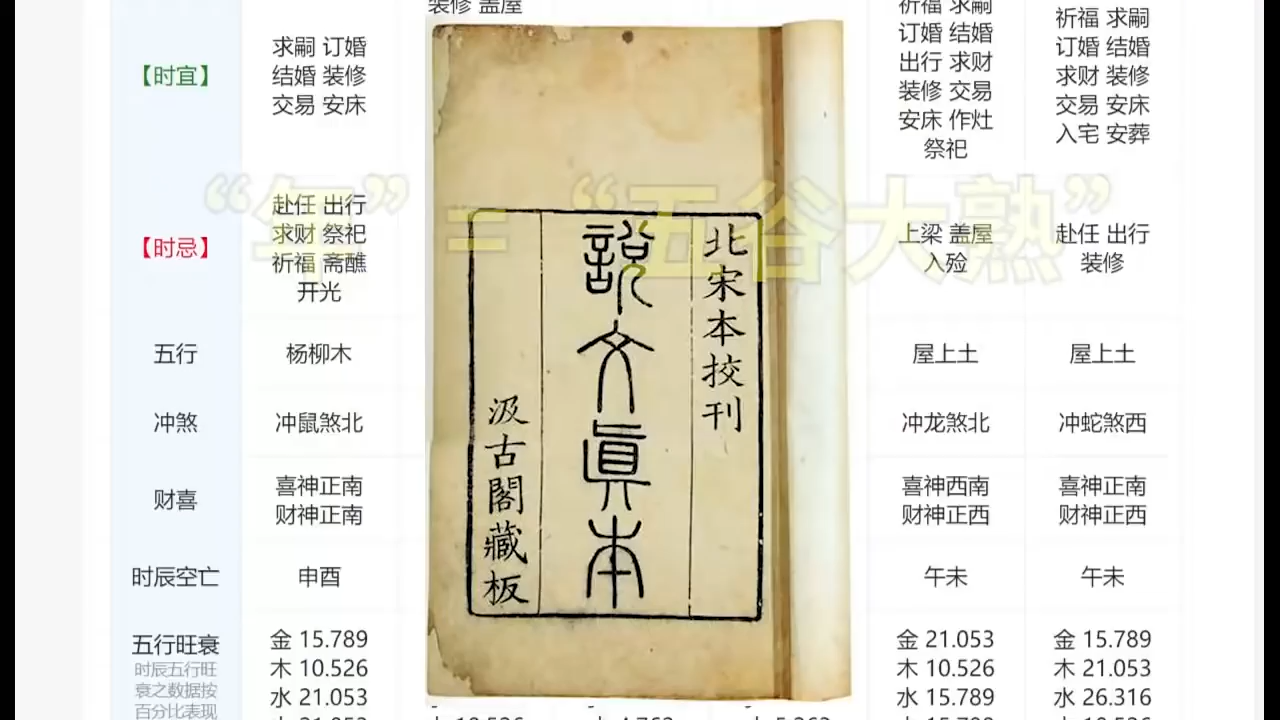 装修 盖屋
【时宜】
求嗣 订婚
结婚 装修
交易 安床
祈福 求嗣
订婚 结婚
出行 求财
装修 交易
安床 作灶
祭祀
祈福 求嗣
订婚 结婚
求财 装修
交易 安床
入宅 安葬
“年”=“五谷大熟”
【时忌】
赴任 出行
求财 祭祀
祈福 斋醮
开光
上梁 盖屋
入殓
赴任 出行
装修
北宋本挍刊
說文眞本
汲古閣藏板
五行
杨柳木
屋上土
屋上土
冲煞
冲鼠煞北
冲龙煞北
冲蛇煞西
财喜
喜神正南
财神正南
喜神西南
财神正西
喜神正南
财神正西
时辰空亡
申酉
午未
午未
五行旺衰
时辰五行旺
衰之数据按
百分比表现
金 15.789
木 10.526
水 21.053
金 21.053
木 10.526
水 15.789
金 15.789
木 21.053
水 26.316